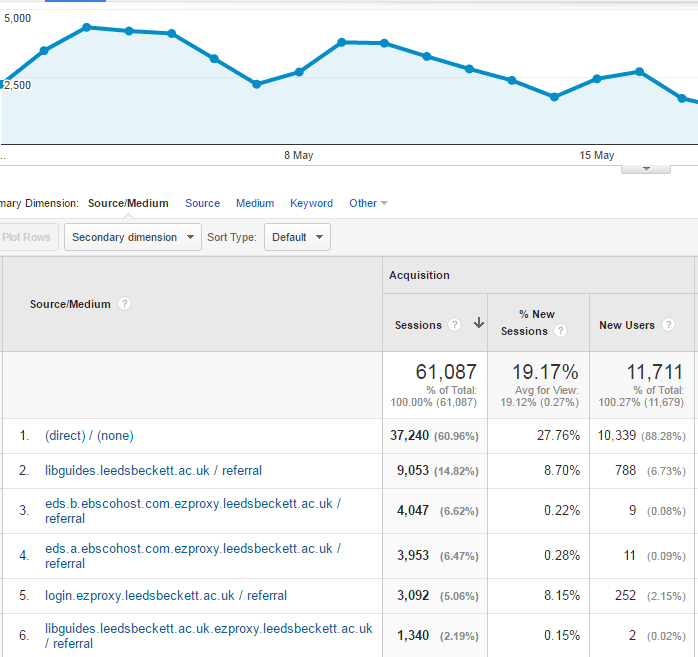 5,000
2,500
...
8 May
15 May
mary Dimension: Source/Medium Source Medium Keyword Other
Plot Rows Secondary dimension Sort Type: Default
Acquisition
Source/Medium ?
Sessions ?
% New
Sessions ?
New Users ?
61,087 19.17% 11,711
% of Total: Avg for View: % of Total:
100.00% (61,087) 19.12% (0.27%) 100.27% (11,679)
1. (direct) / (none) 37,240 (60.96%) 27.76% 10,339 (88.28%)
2. libguides.leedsbeckett.ac.uk / referral 9,053 (14.82%) 8.70% 788 (6.73%)
3. eds.b.ebscohost.com.ezproxy.leedsbeckett.ac.uk /
referral 4,047 (6.62%) 0.22% 9 (0.08%)
4. eds.a.ebscohost.com.ezproxy.leedsbeckett.ac.uk /
referral 3,953 (6.47%) 0.28% 11 (0.09%)
5. login.ezproxy.leedsbeckett.ac.uk / referral 3,092 (5.06%) 8.15% 252 (2.15%)
6. libguides.leedsbeckett.ac.uk.ezproxy.leedsbeckett.ac.uk
/ referral 1,340 (2.19%) 0.15% 2 (0.02%)